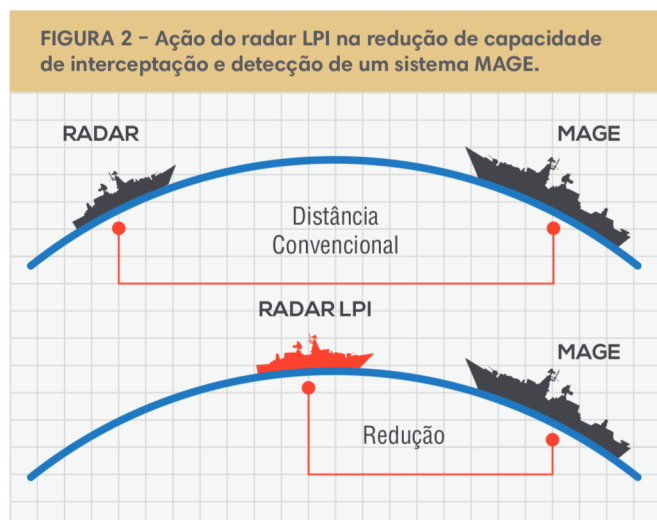 FIGURA 2 – Ação do radar LPI na redução de capacidade
de interceptação e detecção de um sistema MAGE.
RADAR
MAGE
Distância
Convencional
RADAR LPI
MAGE
Redução